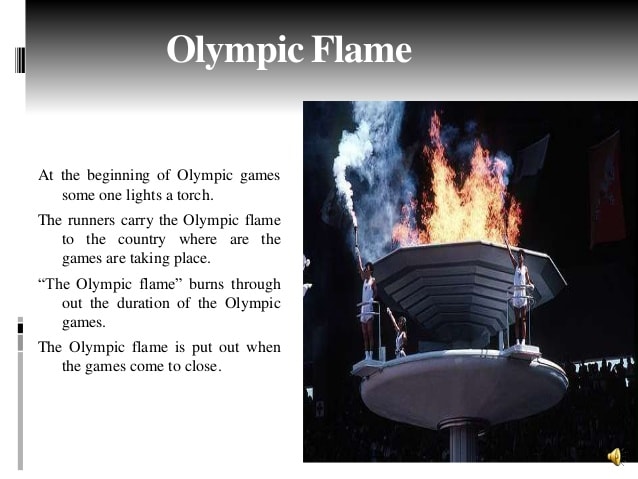 Olympic Flame
At the beginning of Olympic games
some one lights a torch.
The runners carry the Olympic flame
to the country where are the
games are taking place.
“The Olympic flame” burns through
out the duration of the Olympic
games.
The Olympic flame is put out when
the games come to close.